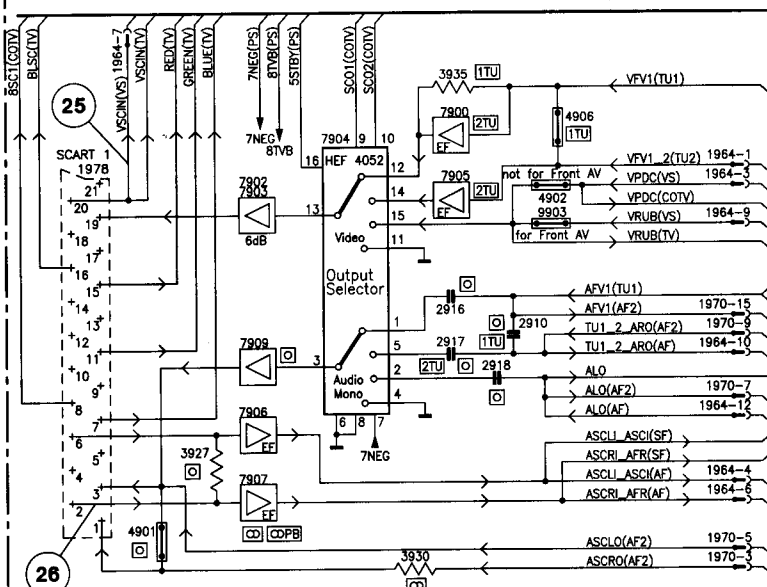 8SC1(COTV)
BLSC(TV)
VSCIN(VS) 1964-7
VSCIN(TV)
RED(TV)
GREEN(TV)
BLUE(TV)
7NEG(PS)
8TVB(PS)
5STBY(PS)
SC01(COTV)
SC02(COTV)
7NEG
8TVB
25
SCART 1
1978
21
20
19
18
17
16
15
14
13
12
11
10
9
8
7
6
5
4
3
2
1
26
7902
7903
6dB
7909
7906
EF
3927
7907
EF
PB
4901
3930
7904 9 10
HEF 4052
16
13
12
14
15
11
Video
Output
Selector
3
1
5
2
4
Audio
Mono
6 8 7
7NEG
3935 1TU
7900
EF
2TU
7905
EF
2TU
4906
1TU
not for Front AV
4902
9903
for Front AV
2916
2910
1TU
2917
2TU
2918
VFV1(TU1)
VFV1_2(TU2) 1964-1
VPDC(VS) 1964-3
VPDC(COTV)
VRUB(VS) 1964-9
VRUB(TV)
AFV1(TU1)
AFV1(AF2) 1970-15
TU1_2_ARO(AF2) 1970-9
TU1_2_ARO(AF) 1964-10
ALO
ALO(AF2) 1970-7
ALO(AF) 1964-12
ASCLI_ASCI(SF)
ASCRI_AFR(SF)
ASCLI_ASCI(AF) 1964-4
ASCRI_AFR(AF) 1964-6
ASCLO(AF2) 1970-5
ASCRO(AF2) 1970-3